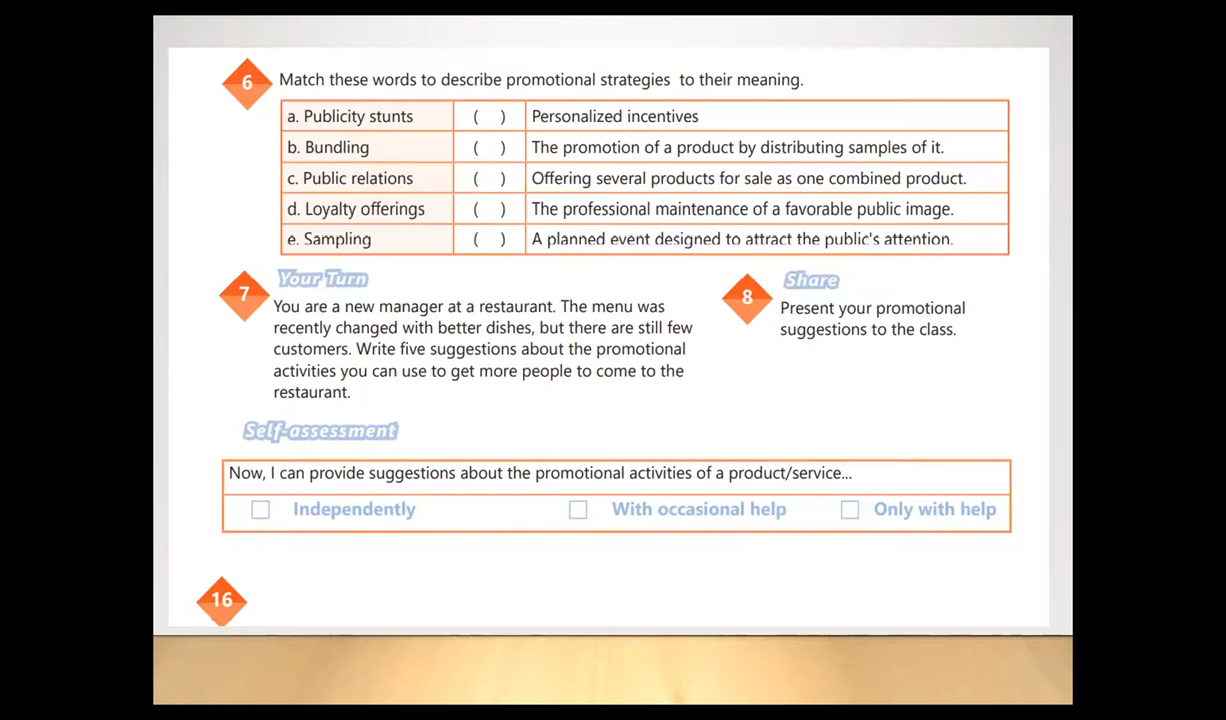 6 Match these words to describe promotional strategies to their meaning.
a. Publicity stunts ( ) Personalized incentives
b. Bundling ( ) The promotion of a product by distributing samples of it.
c. Public relations ( ) Offering several products for sale as one combined product.
d. Loyalty offerings ( ) The professional maintenance of a favorable public image.
e. Sampling ( ) A planned event designed to attract the public's attention.
7 Your Turn
You are a new manager at a restaurant. The menu was
recently changed with better dishes, but there are still few
customers. Write five suggestions about the promotional
activities you can use to get more people to come to the
restaurant.
8 Share
Present your promotional
suggestions to the class.
Self-assessment
Now, I can provide suggestions about the promotional activities of a product/service...
Independently With occasional help Only with help
16